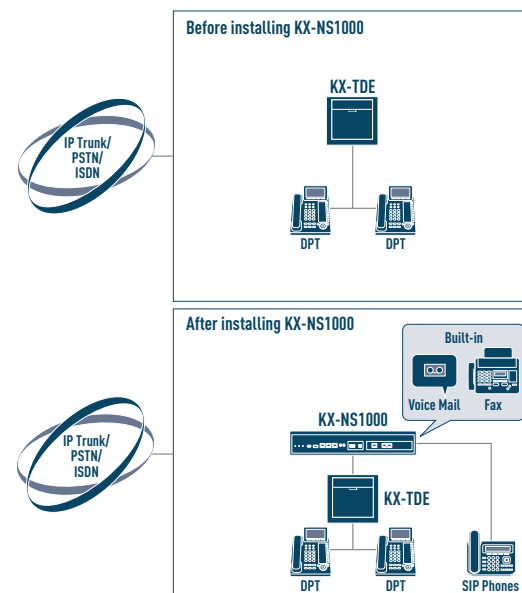 Before installing KX-NS1000
KX-TDE
IP Trunk/
PSTN/
ISDN
DPT
DPT
After installing KX-NS1000
Built-in
Voice Mail
Fax
KX-NS1000
IP Trunk/
PSTN/
ISDN
KX-TDE
DPT
DPT
SIP Phones